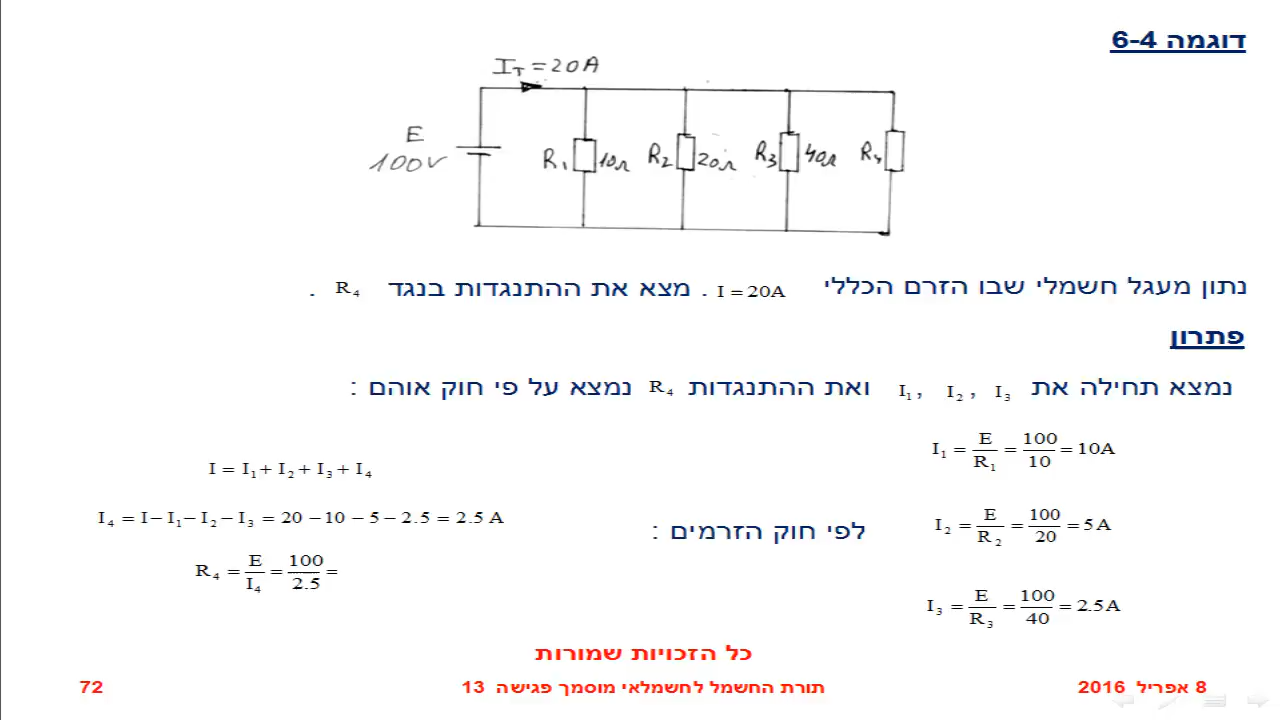 דוגמה 6-4
I_T = 20A
E
100V
R₁ 10Ω
R₂ 20Ω
R₃ 40Ω
R₄
נתון מעגל חשמלי שבו הזרם הכללי I = 20A . מצא את ההתנגדות בנגד R₄ .
פתרון
נמצא תחילה את I₁ , I₂ , I₃ ואת ההתנגדות R₄ נמצא על פי חוק אוהם :
I₁ = E/R₁ = 100/10 = 10A
I₂ = E/R₂ = 100/20 = 5A
I₃ = E/R₃ = 100/40 = 2.5A
לפי חוק הזרמים :
I = I₁ + I₂ + I₃ + I₄
I₄ = I − I₁ − I₂ − I₃ = 20 − 10 − 5 − 2.5 = 2.5 A
R₄ = E/I₄ = 100/2.5 =
כל הזכויות שמורות
8 אפריל 2016
תורת החשמל לחשמלאי מוסמך פגישה 13
72